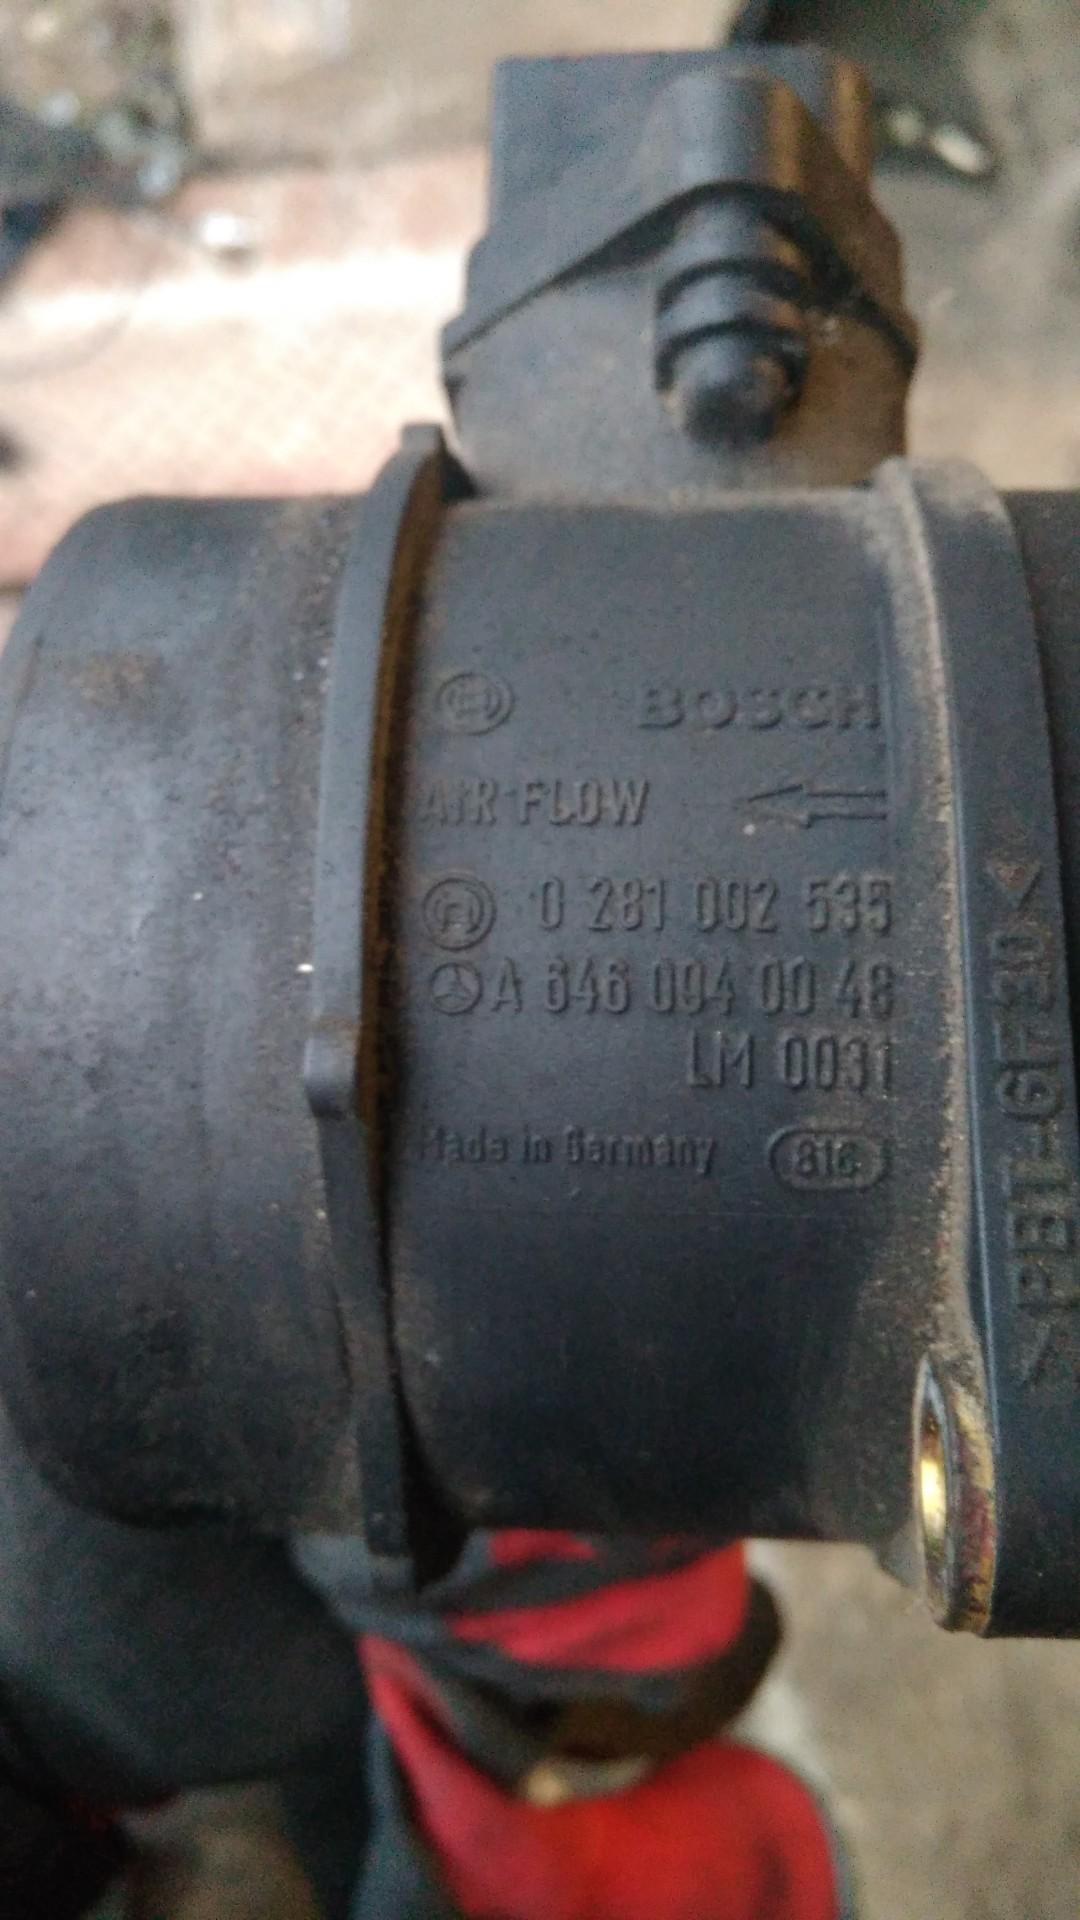 BOSCH
AIR FLOW
0 281 002 535
A 646 094 00 48
LM 0031
Made in Germany 816
>PBT-GF30<